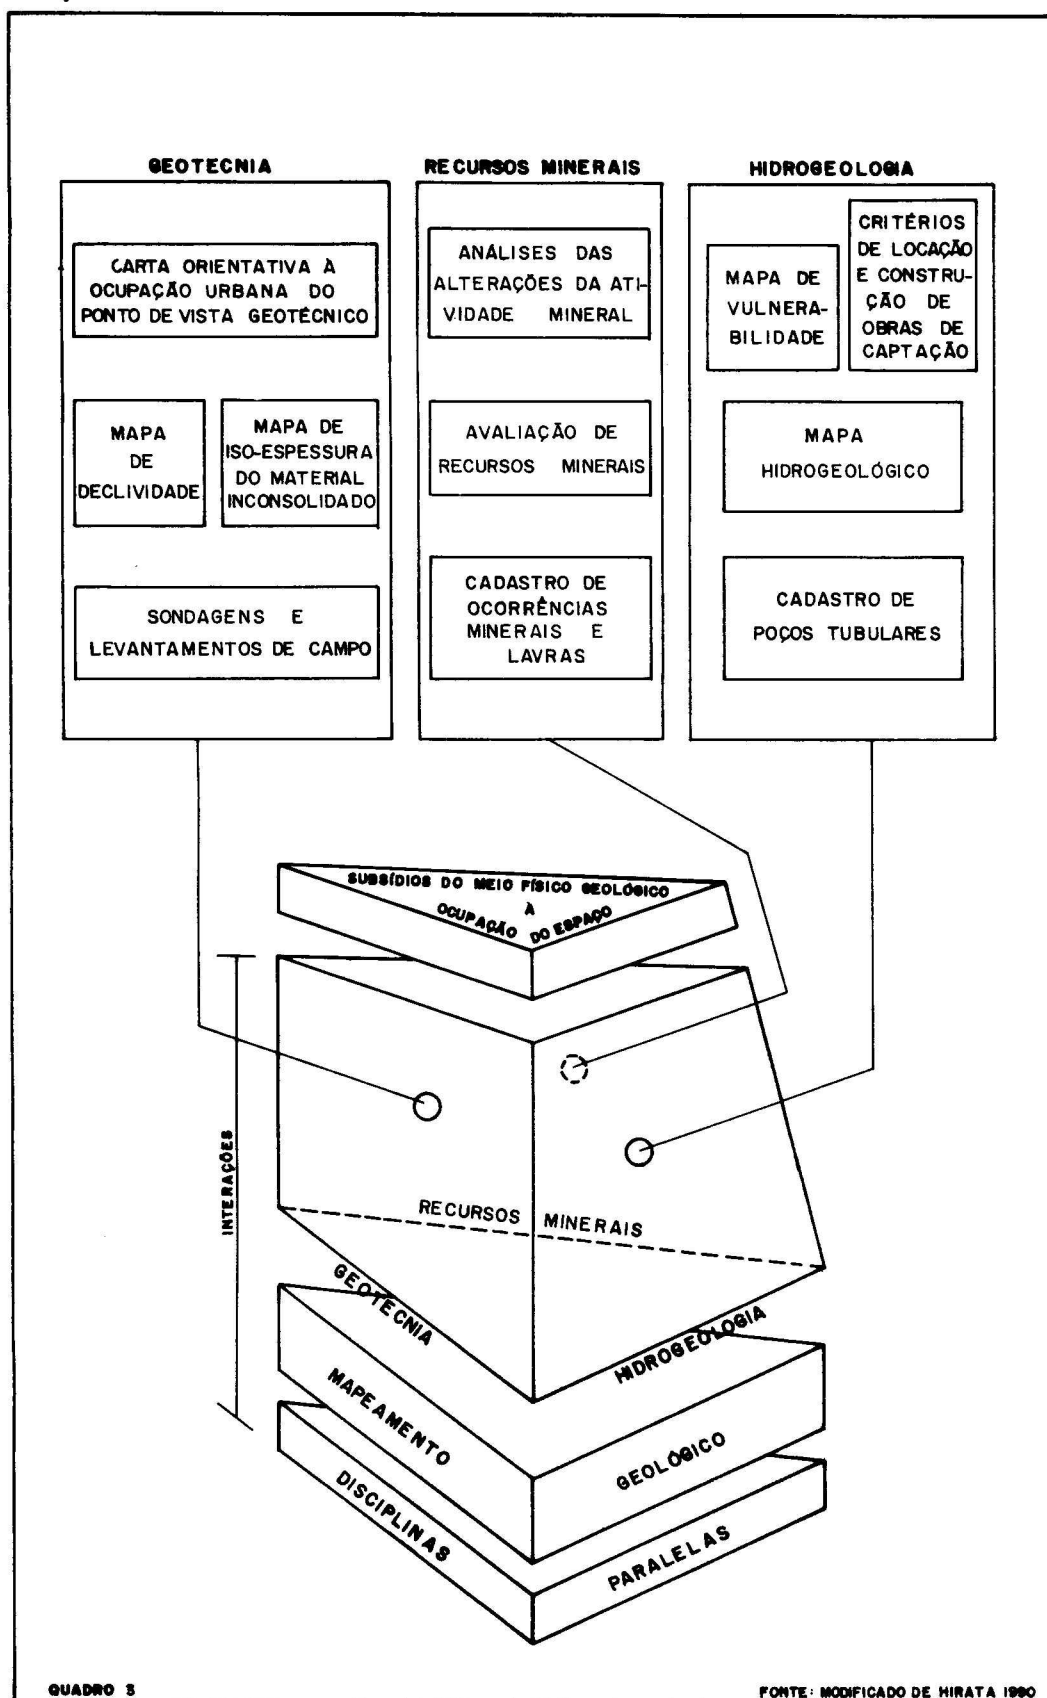 GEOTECNIA
CARTA ORIENTATIVA À
OCUPAÇÃO URBANA DO
PONTO DE VISTA GEOTÉCNICO
MAPA
DE
DECLIVIDADE
MAPA DE
ISO-ESPESSURA
DO MATERIAL
INCONSOLIDADO
SONDAGENS E
LEVANTAMENTOS DE CAMPO
RECURSOS MINERAIS
ANÁLISES DAS
ALTERAÇÕES DA ATI-
VIDADE MINERAL
AVALIAÇÃO DE
RECURSOS MINERAIS
CADASTRO DE
OCORRÊNCIAS
MINERAIS E
LAVRAS
HIDROGEOLOGIA
MAPA DE
VULNERA-
BILIDADE
CRITÉRIOS
DE LOCAÇÃO
E CONSTRU-
ÇÃO DE
OBRAS DE
CAPTAÇÃO
MAPA
HIDROGEOLÓGICO
CADASTRO DE
POÇOS TUBULARES
SUBSÍDIOS DO MEIO FÍSICO GEOLÓGICO
À
OCUPAÇÃO DO ESPAÇO
INTERAÇÕES
RECURSOS MINERAIS
GEOTECNIA
HIDROGEOLOGIA
MAPEAMENTO GEOLÓGICO
DISCIPLINAS PARALELAS
QUADRO 3
FONTE: MODIFICADO DE HIRATA 1990